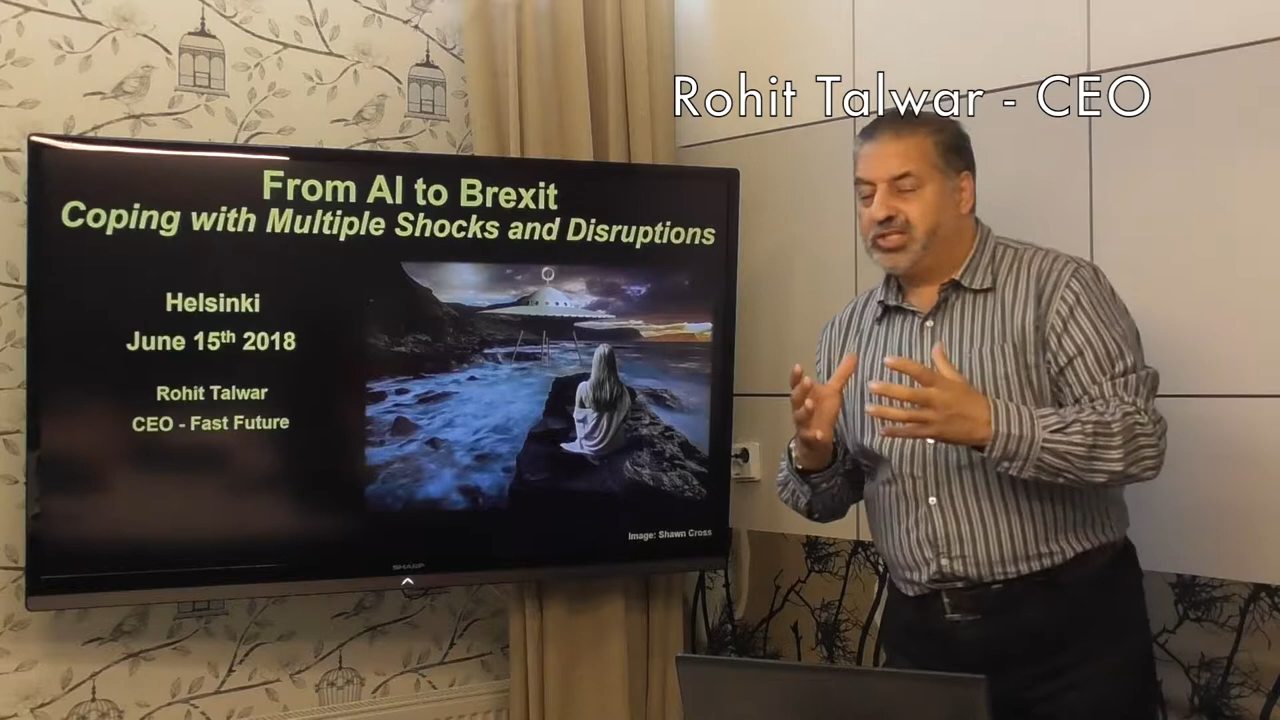 Rohit Talwar - CEO
From AI to Brexit
Coping with Multiple Shocks and Disruptions
Helsinki
June 15th 2018
Rohit Talwar
CEO - Fast Future
Image: Shawn Cross
SHARP